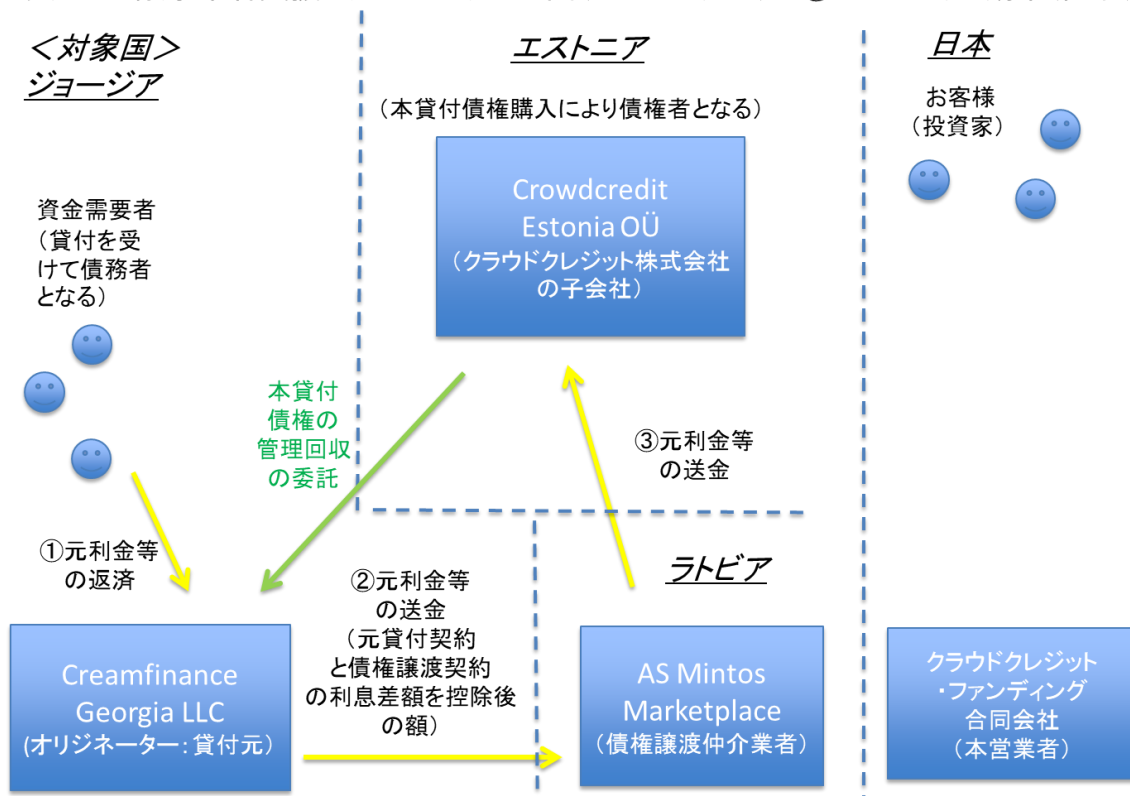 ＜対象国＞
ジョージア
エストニア
日本
（本貸付債権購入により債権者となる）
お客様
（投資家）
Crowdcredit
Estonia OÜ
（クラウドクレジット株式会社
の子会社）
資金需要者
（貸付を受
けて債務者
となる）
本貸付
債権の
管理回収
の委託
③元利金等
の送金
①元利金等
の返済
②元利金等
の送金
（元貸付契約
と債権譲渡契約
の利息差額を控除後
の額）
ラトビア
Creamfinance
Georgia LLC
(オリジネーター：貸付元）
AS Mintos
Marketplace
（債権譲渡仲介業者）
クラウドクレジット
・ファンディング
合同会社
（本営業者）